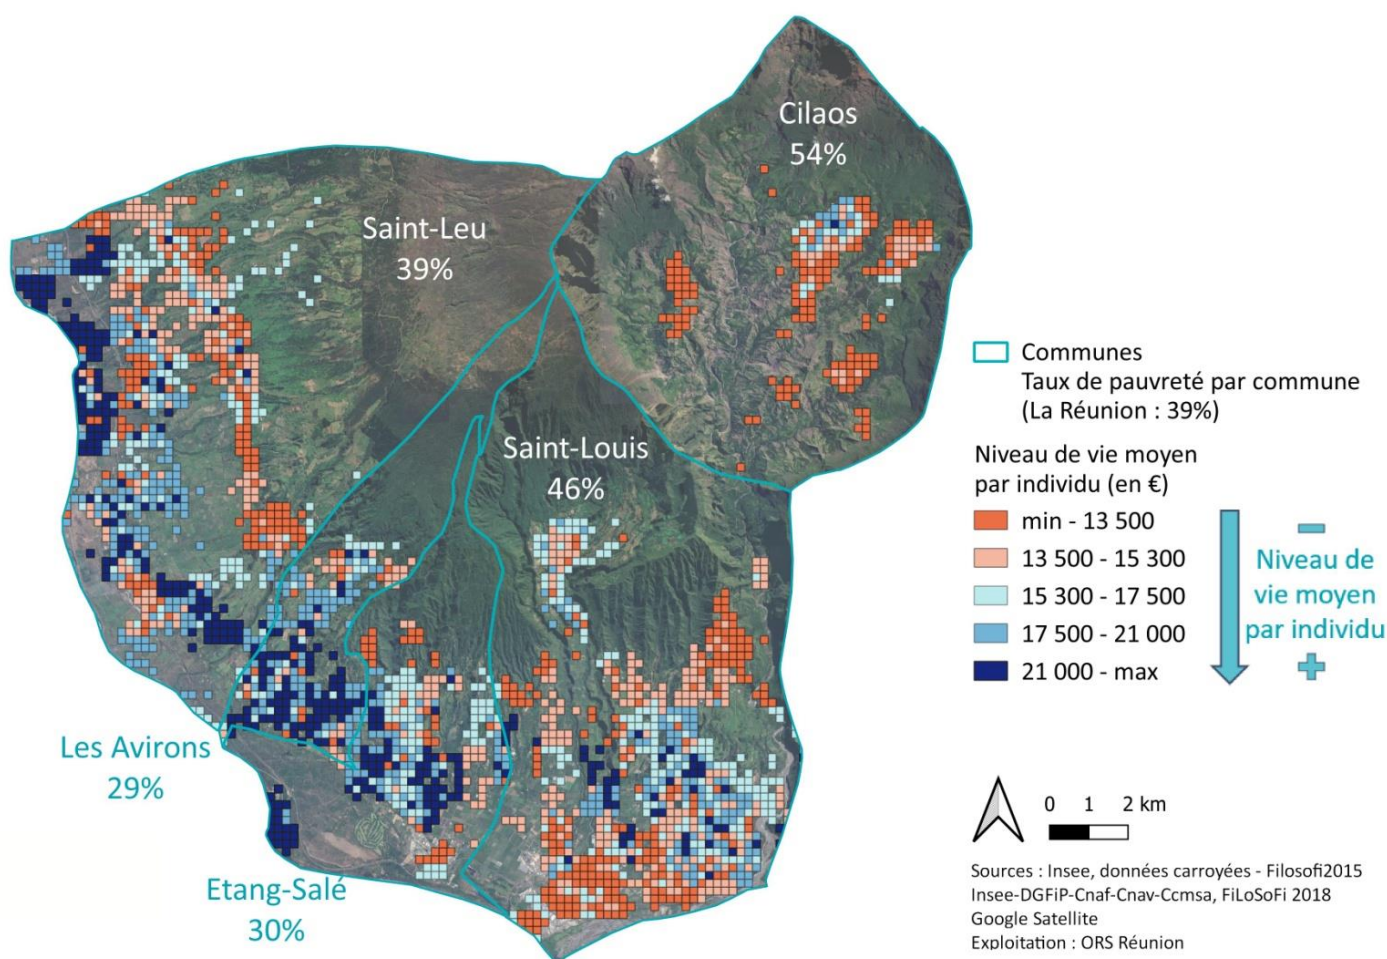 Cilaos
54%
Saint-Leu
39%
Saint-Louis
46%
Les Avirons
29%
Etang-Salé
30%
Communes
Taux de pauvreté par commune
(La Réunion : 39%)
Niveau de vie moyen
par individu (en €)
min - 13 500
13 500 - 15 300
15 300 - 17 500
17 500 - 21 000
21 000 - max
Niveau de
vie moyen
par individu
0 1 2 km
Sources : Insee, données carroyées - Filosofi2015
Insee-DGFiP-Cnaf-Cnav-Ccmsa, FiLoSoFi 2018
Google Satellite
Exploitation : ORS Réunion